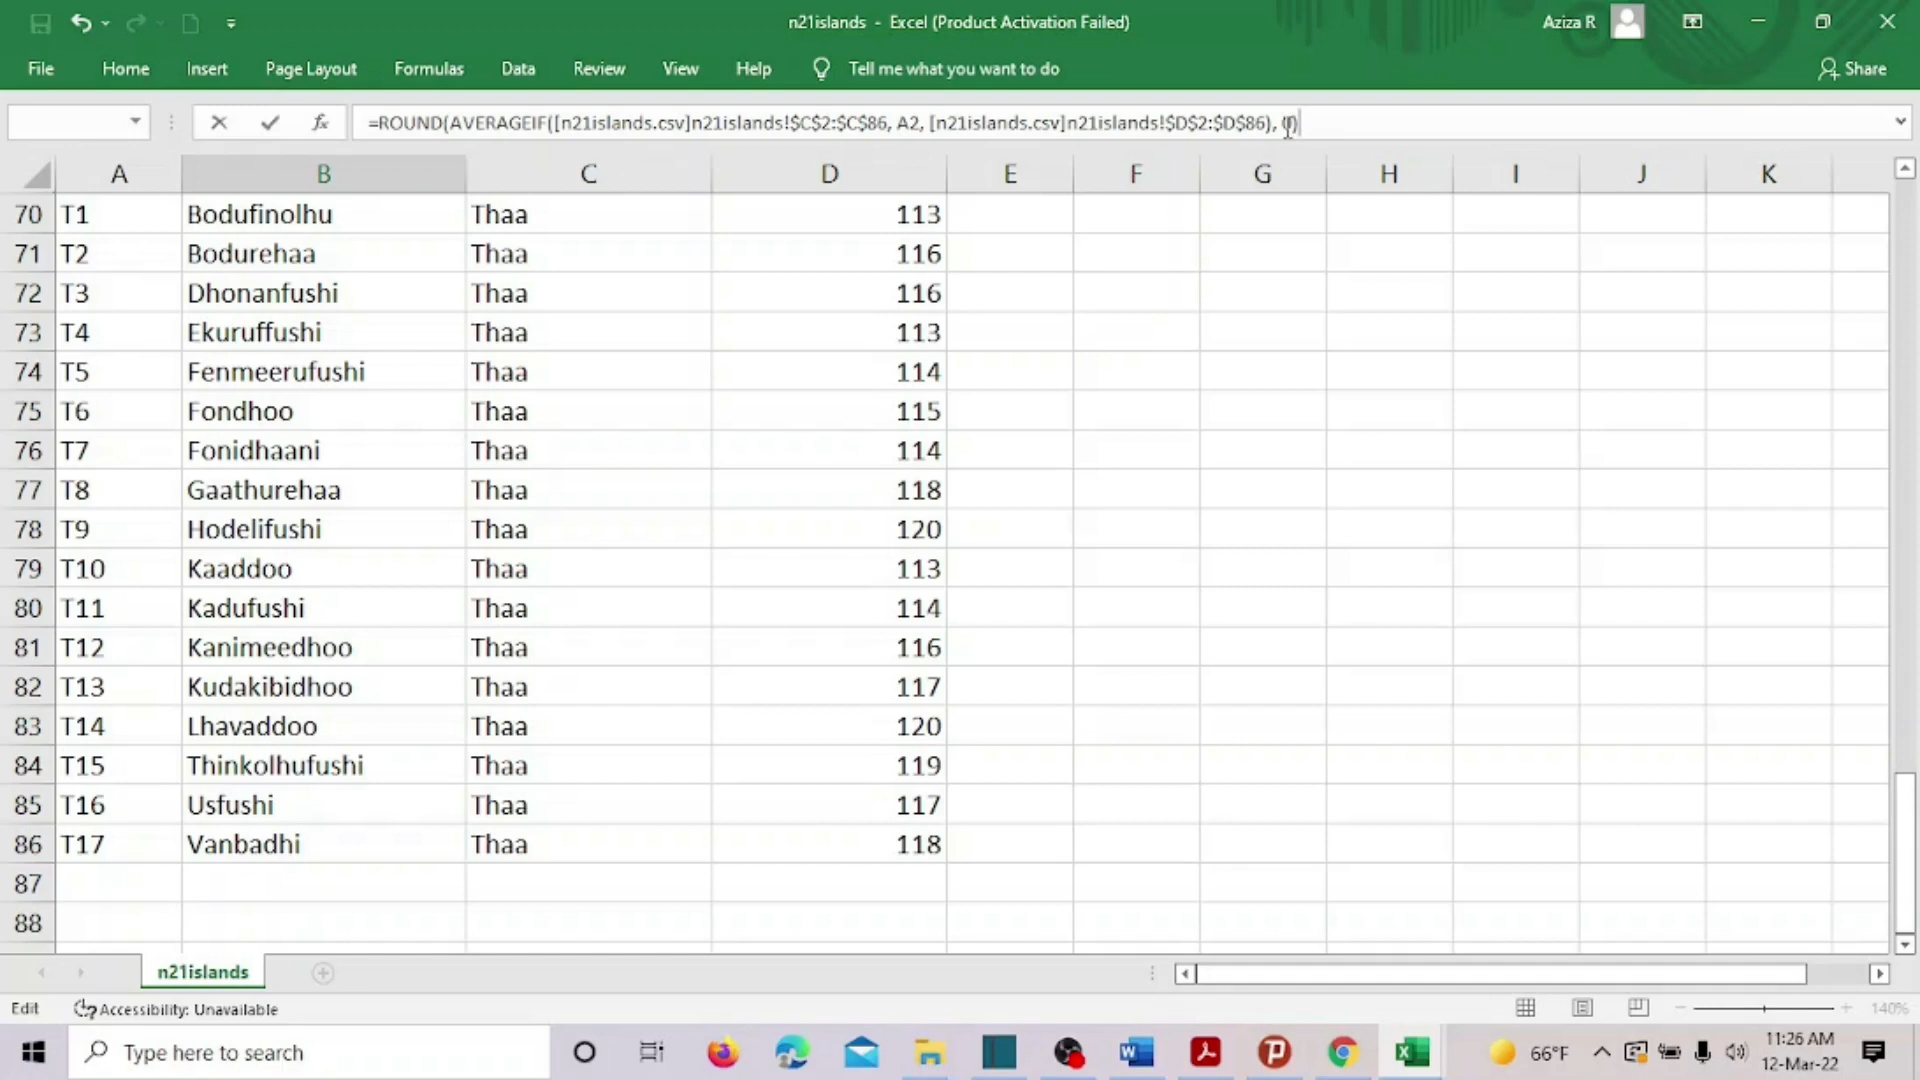 n21islands - Excel (Product Activation Failed)
Aziza R
File Home Insert Page Layout Formulas Data Review View Help Tell me what you want to do Share
fx =ROUND(AVERAGEIF([n21islands.csv]n21islands!$C$2:$C$86, A2, [n21islands.csv]n21islands!$D$2:$D$86),
A B C D E F G H I J K
70 T1 Bodufinolhu Thaa 113
71 T2 Bodurehaa Thaa 116
72 T3 Dhonanfushi Thaa 116
73 T4 Ekuruffushi Thaa 113
74 T5 Fenmeerufushi Thaa 114
75 T6 Fondhoo Thaa 115
76 T7 Fonidhaani Thaa 114
77 T8 Gaathurehaa Thaa 118
78 T9 Hodelifushi Thaa 120
79 T10 Kaaddoo Thaa 113
80 T11 Kadufushi Thaa 114
81 T12 Kanimeedhoo Thaa 116
82 T13 Kudakibidhoo Thaa 117
83 T14 Lhavaddoo Thaa 120
84 T15 Thinkolhufushi Thaa 119
85 T16 Usfushi Thaa 117
86 T17 Vanbadhi Thaa 118
87
88
n21islands
Edit Accessibility: Unavailable 140%
Type here to search 66°F 11:26 AM
12-Mar-22